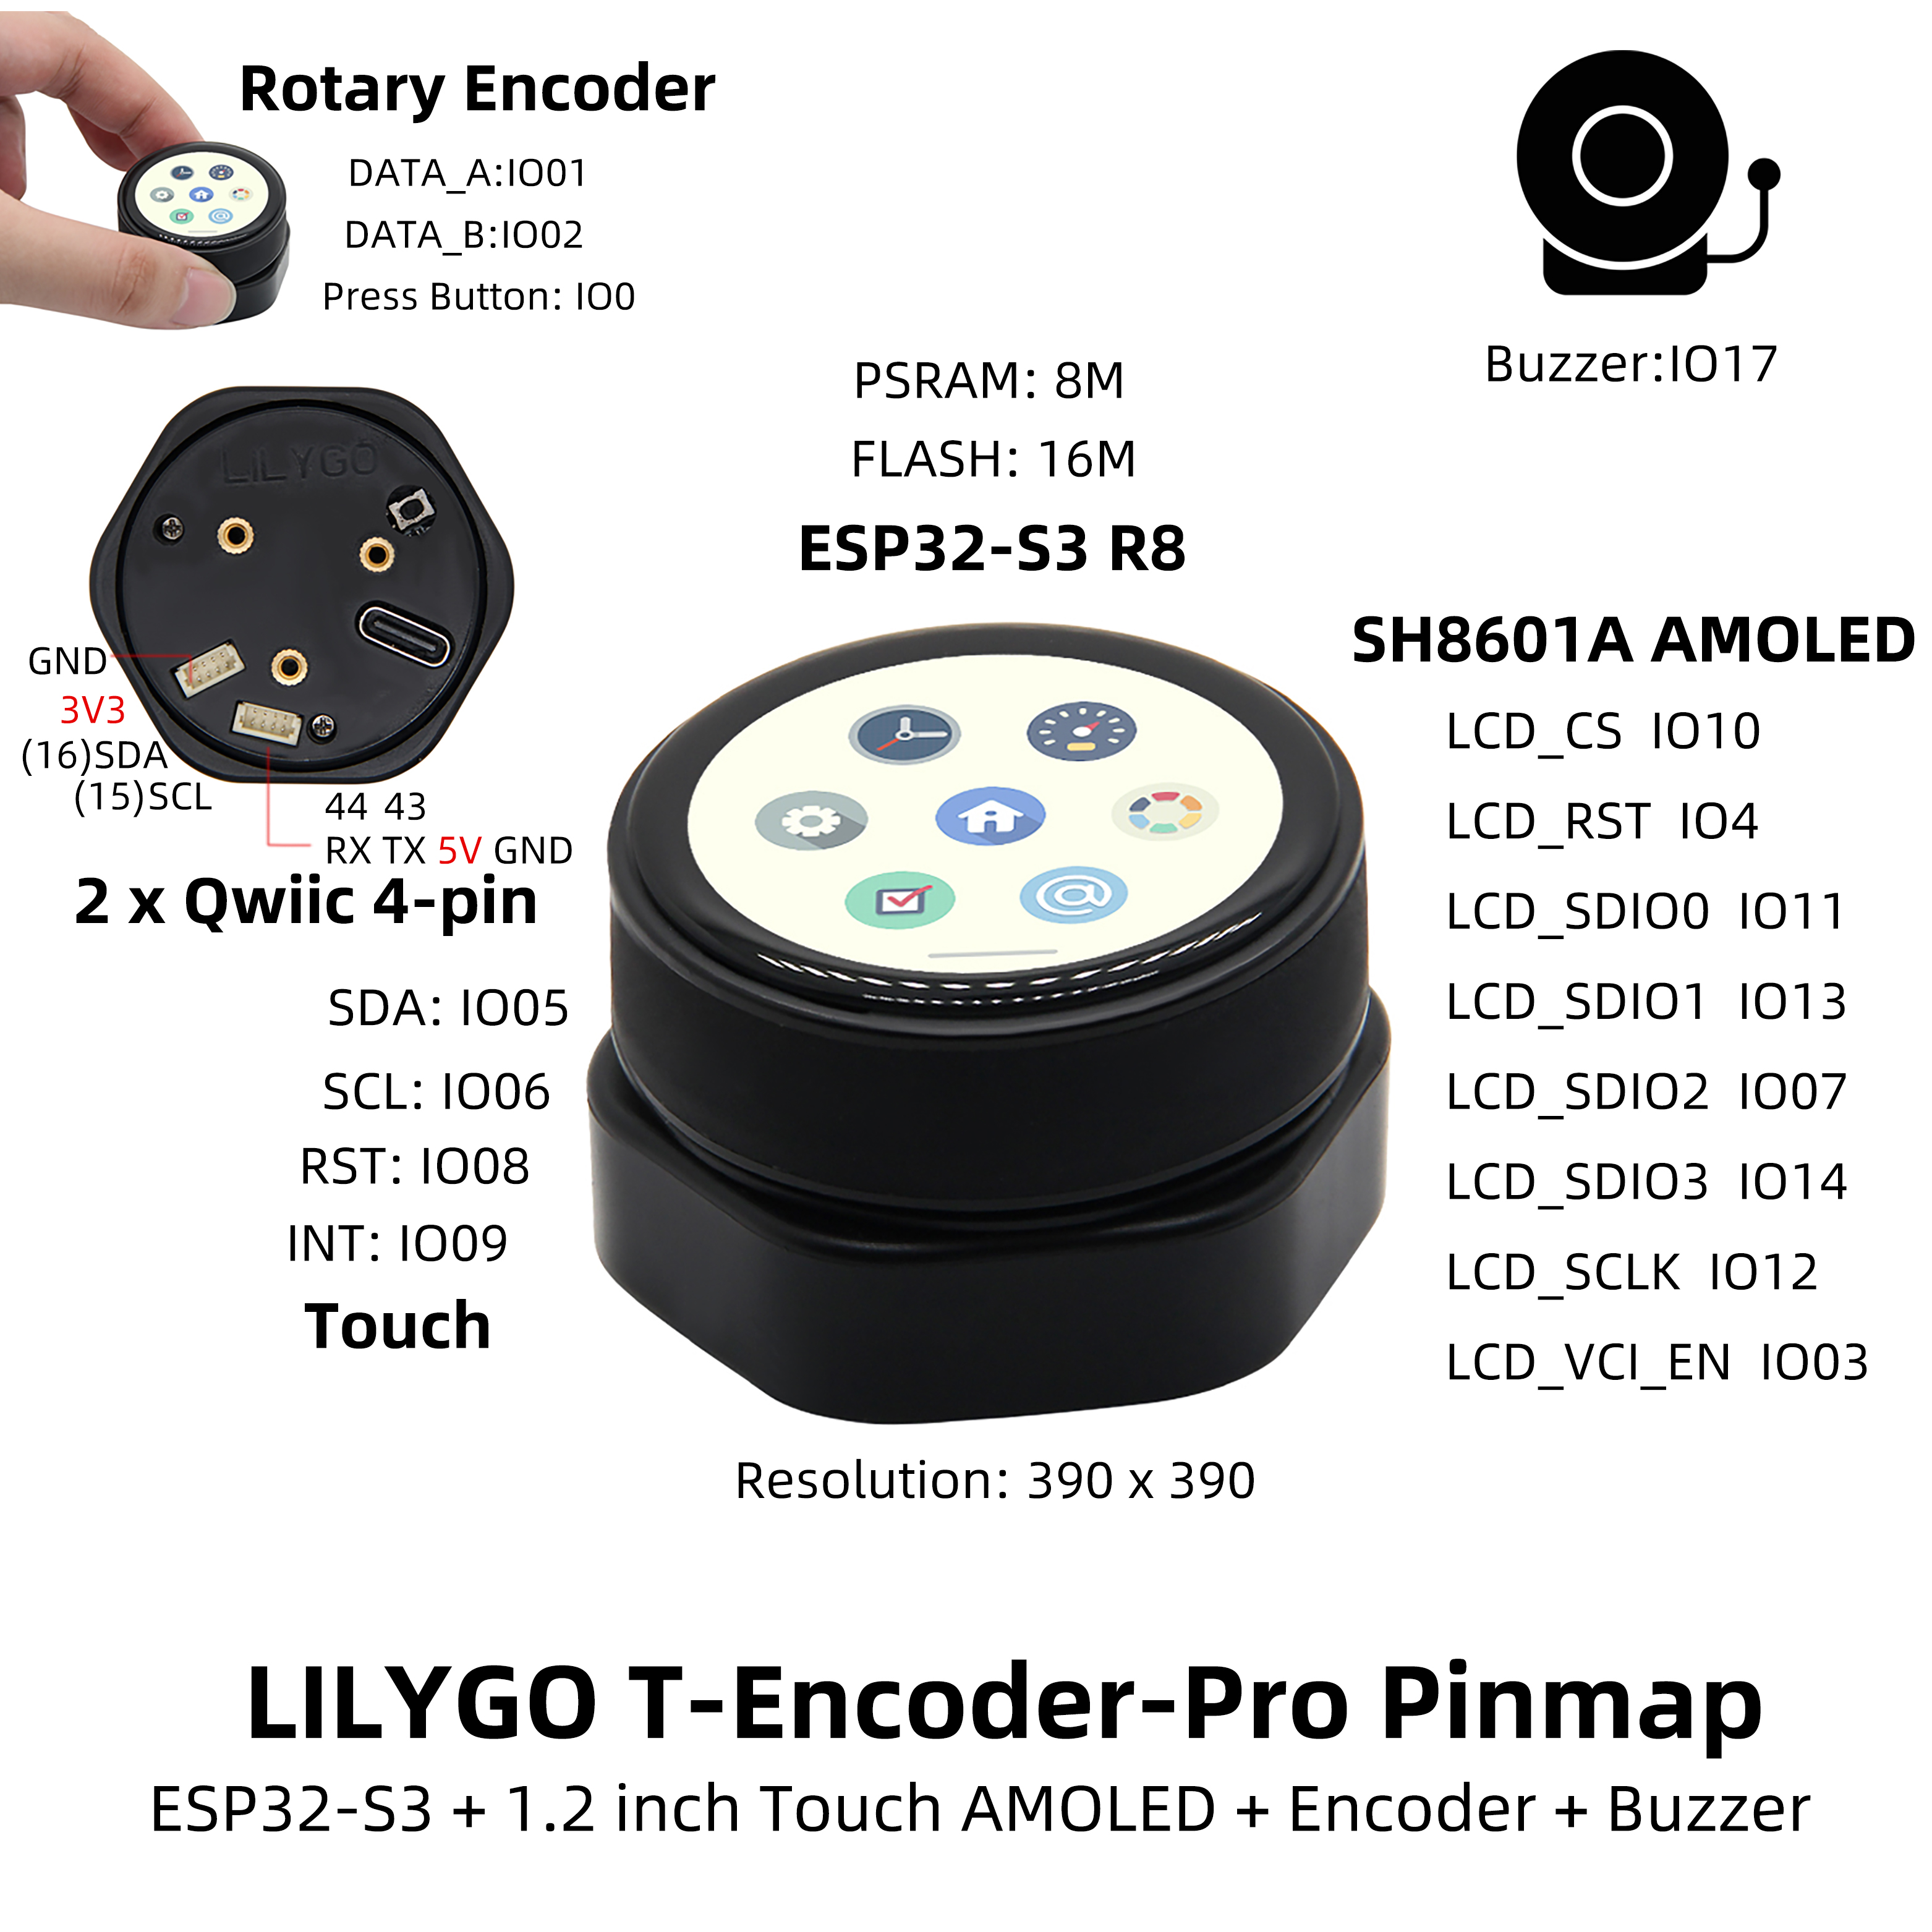 Rotary Encoder
DATA_A:IO01
DATA_B:IO02
Press Button: IO0
Buzzer:IO17
PSRAM: 8M
FLASH: 16M
ESP32-S3 R8
LILYGO
GND
3V3
(16)SDA
(15)SCL
44 43
RX TX 5V GND
2 x Qwiic 4-pin
SDA: IO05
SCL: IO06
RST: IO08
INT: IO09
Touch
SH8601A AMOLED
LCD_CS IO10
LCD_RST IO4
LCD_SDIO0 IO11
LCD_SDIO1 IO13
LCD_SDIO2 IO07
LCD_SDIO3 IO14
LCD_SCLK IO12
LCD_VCI_EN IO03
Resolution: 390 x 390
LILYGO T-Encoder-Pro Pinmap
ESP32-S3 + 1.2 inch Touch AMOLED + Encoder + Buzzer